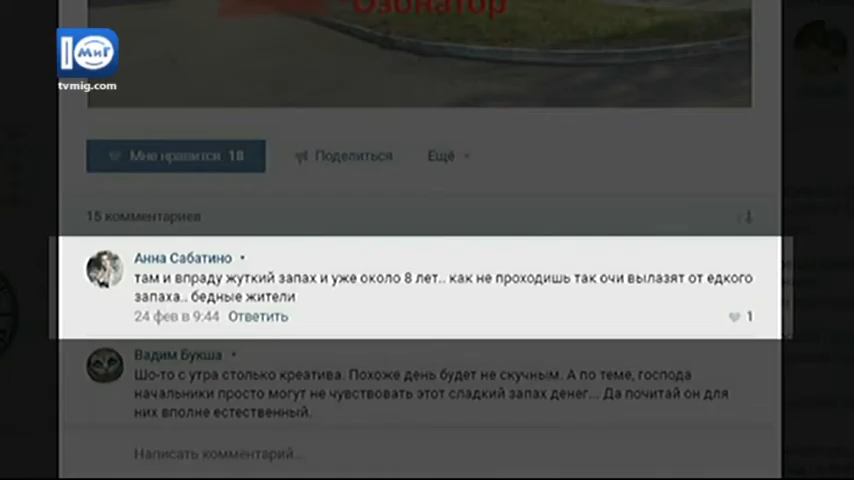 Озонатор
10 МиГ
tvmig.com
Мне нравится 18
Поделиться
Ещё
15 комментариев
Анна Сабатино
там и впраду жуткий запах и уже около 8 лет.. как не проходишь так очи вылазят от едкого
запаха.. бедные жители
24 фев в 9:44 Ответить
1
Вадим Букша
Шо-то с утра столько креатива. Похоже день будет не скучным. А по теме, господа
начальники просто могут не чувствовать этот сладкий запах денег... Да почитай он для
них вполне естественный.
Написать комментарий...